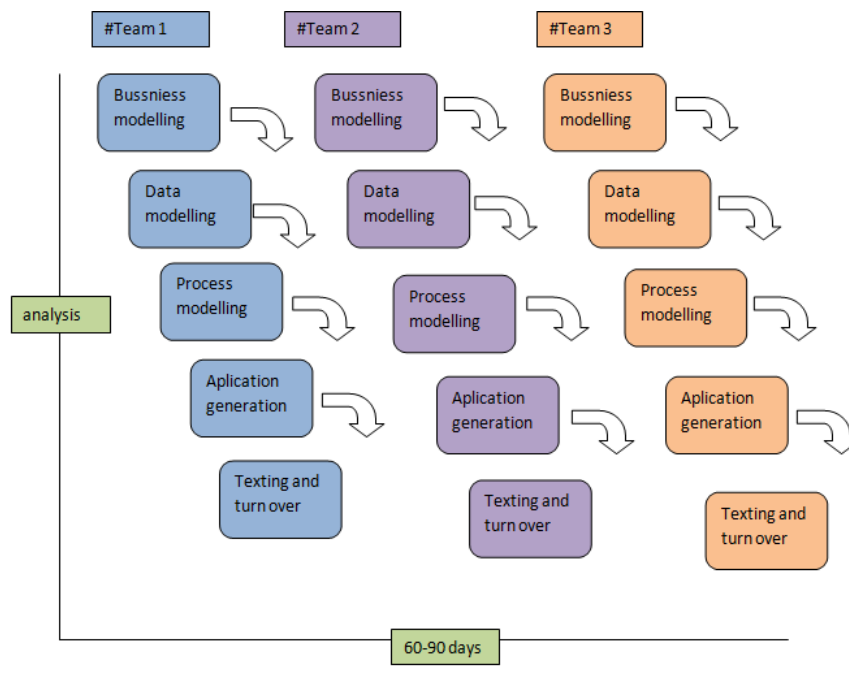 #Team 1
#Team 2
#Team 3
Bussniess
modelling
Bussniess
modelling
Bussniess
modelling
Data
modelling
Data
modelling
Data
modelling
Process
modelling
Process
modelling
Process
modelling
analysis
Aplication
generation
Aplication
generation
Aplication
generation
Texting and
turn over
Texting and
turn over
Texting and
turn over
60-90 days